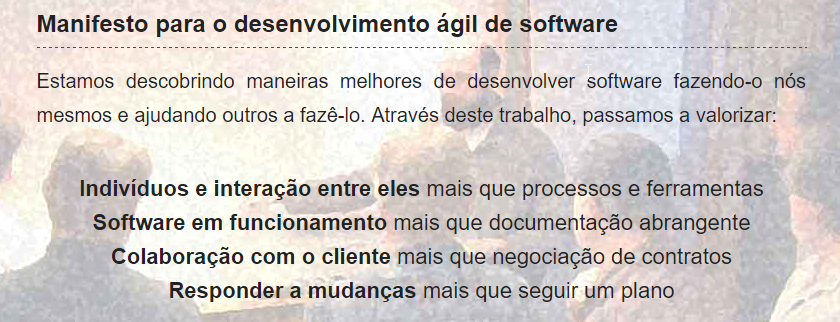 Manifesto para o desenvolvimento ágil de software
Estamos descobrindo maneiras melhores de desenvolver software fazendo-o nós
mesmos e ajudando outros a fazê-lo. Através deste trabalho, passamos a valorizar:
Indivíduos e interação entre eles mais que processos e ferramentas
Software em funcionamento mais que documentação abrangente
Colaboração com o cliente mais que negociação de contratos
Responder a mudanças mais que seguir um plano